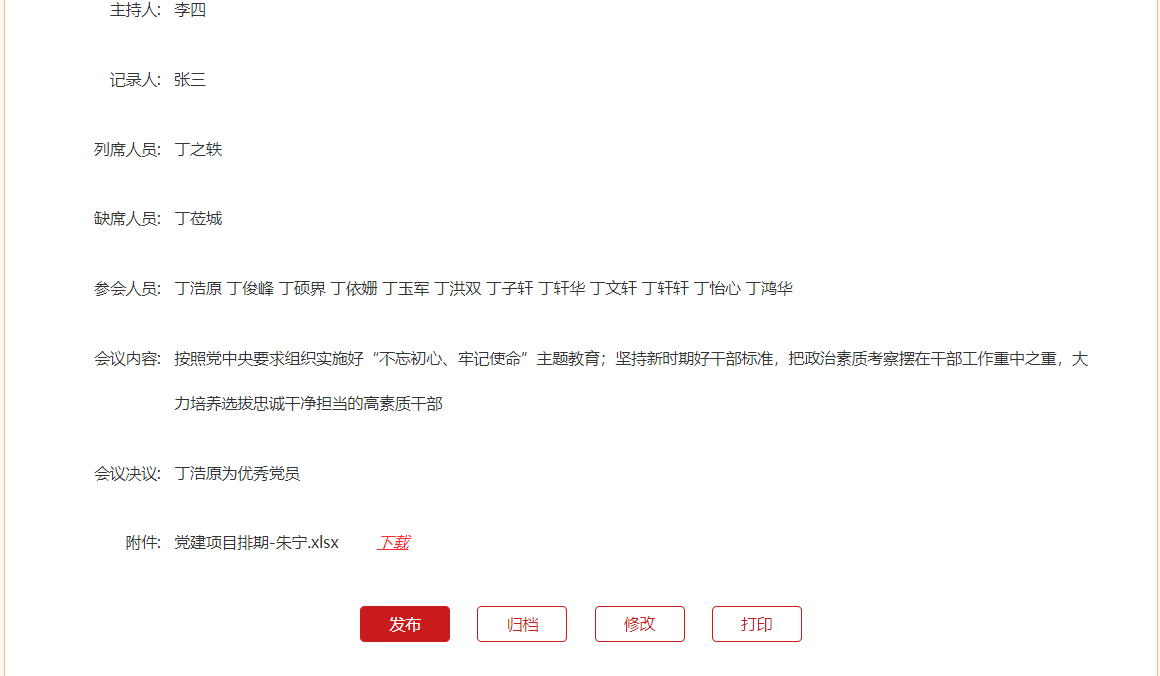 主持人: 李四
记录人: 张三
列席人员: 丁之轶
缺席人员: 丁莅城
参会人员: 丁浩原 丁俊峰 丁硕界 丁依姗 丁玉军 丁洪双 丁子轩 丁轩华 丁文轩 丁轩轩 丁怡心 丁鸿华
会议内容: 按照党中央要求组织实施好“不忘初心、牢记使命”主题教育；坚持新时期好干部标准，把政治素质考察摆在干部工作重中之重，大
力培养选拔忠诚干净担当的高素质干部
会议决议: 丁浩原为优秀党员
附件: 党建项目排期-朱宁.xlsx 下载
发布 归档 修改 打印